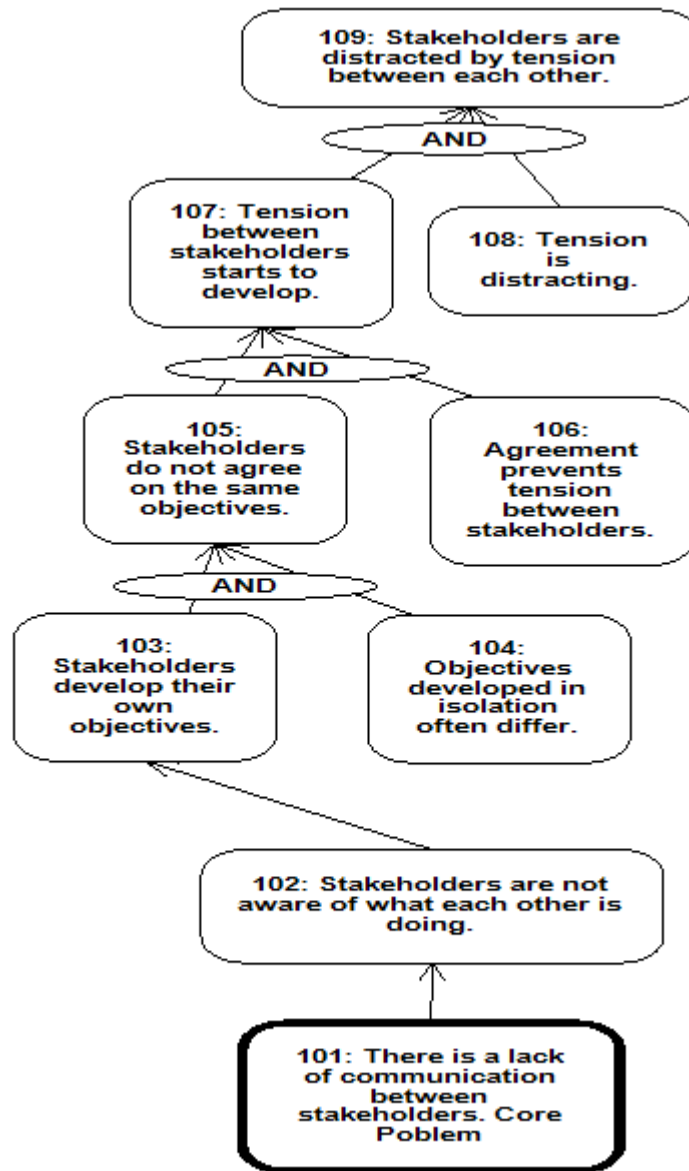 109: Stakeholders are
distracted by tension
between each other.
AND
107: Tension
between
stakeholders
starts to
develop.
108: Tension
is
distracting.
AND
105:
Stakeholders
do not agree
on the same
objectives.
106:
Agreement
prevents
tension
between
stakeholders.
AND
103:
Stakeholders
develop their
own
objectives.
104:
Objectives
developed in
isolation
often differ.
102: Stakeholders are not
aware of what each other is
doing.
101: There is a lack
of communication
between
stakeholders. Core
Poblem